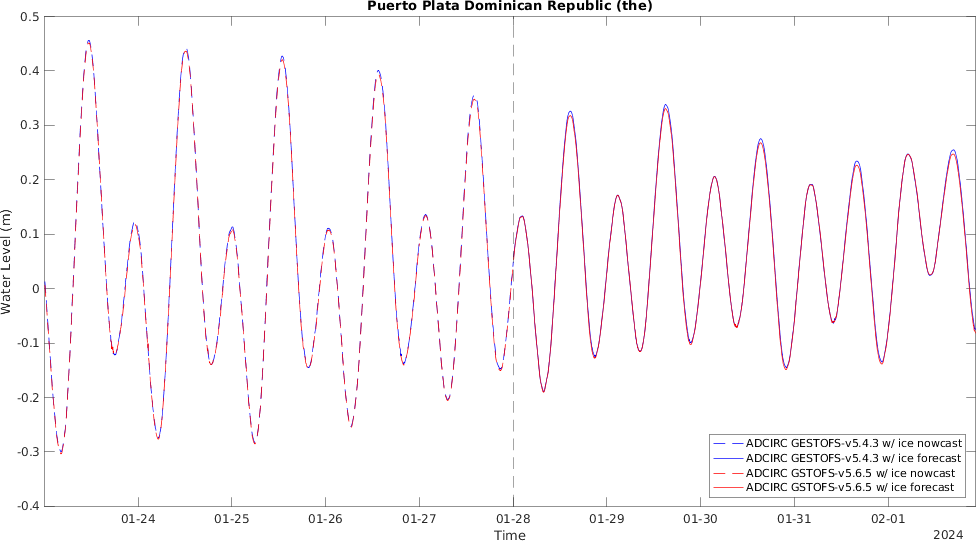 Puerto Plata Dominican Republic (the)
0.5
0.4
0.3
0.2
0.1
0
-0.1
-0.2
-0.3
-0.4
Water Level (m)
01-24
01-25
01-26
01-27
01-28
01-29
01-30
01-31
02-01
Time
2024
ADCIRC GESTOFS-v5.4.3 w/ ice nowcast
ADCIRC GESTOFS-v5.4.3 w/ ice forecast
ADCIRC GSTOFS-v5.6.5 w/ ice nowcast
ADCIRC GSTOFS-v5.6.5 w/ ice forecast